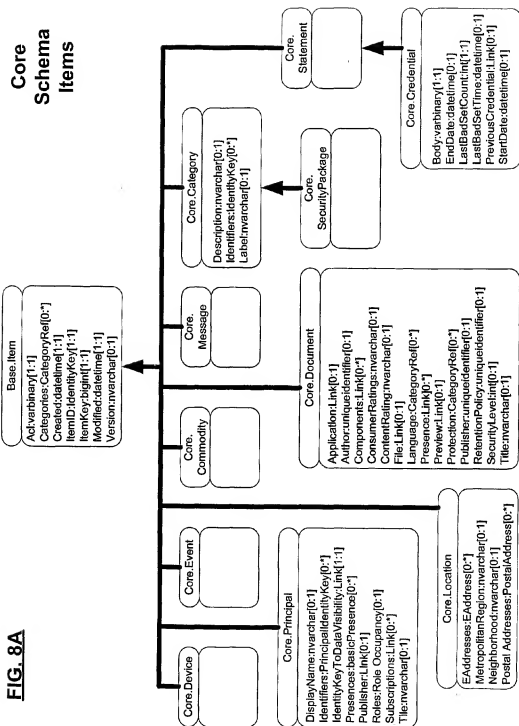 FIG. 8A
Core
Schema
Items
Base.Item
Acl:varbinary[1:1]
Categories:CategoryRef[0:*]
Created:datetime[1:1]
ItemID:IdentityKey[1:1]
ItemKey:bigint[1:1]
Modified:datetime[1:1]
Version:nvarchar[0:1]
Core.Device
Core.Event
Core.
Commodity
Core.
Message
Core.Category
Description:nvarchar[0:1]
Identifiers:IdentityKey[0:*]
Label:nvarchar[0:1]
Core.
Statement
Core.Principal
DisplayName:nvarchar[0:1]
Identifiers:PrincipalIdentityKey[0:*]
IdentityKeyToDataVisibility:Link[1:1]
Presences:basicPresence[0:*]
Publisher:Link[0:1]
Roles:Role Occupancy[0:1]
Subscriptions:Link[0:*]
Tile:nvarchar[0:1]
Core.Location
EAddresses:EAddress[0:*]
MetropolitanRegion:nvarchar[0:1]
Neighborhood:nvarchar[0:1]
Postal Addresses:PostalAddress[0:*]
Core.Document
Application:Link[0:1]
Author:uniqueidentifier[0:1]
Components:Link[0:*]
ConsumerRatings:nvarchar[0:1]
ContentRating:nvarchar[0:1]
File:Link[0:1]
Language:CategoryRef[0:*]
Presence:Link[0:*]
Preview:Link[0:1]
Protection:CategoryRef[0:*]
Publisher:uniqueidentifier[0:1]
RetentionPolicy:uniqueidentifier[0:1]
SecurityLevel:int[0:1]
Title:nvarchar[0:1]
Core.
SecurityPackage
Core.Credential
Body:varbinary[1:1]
EndDate:datetime[0:1]
LastBadSetCount:int[1:1]
LastBadSetTime:datetime[0:1]
PreviousCredential:Link[0:1]
StartDate:datetime[0:1]